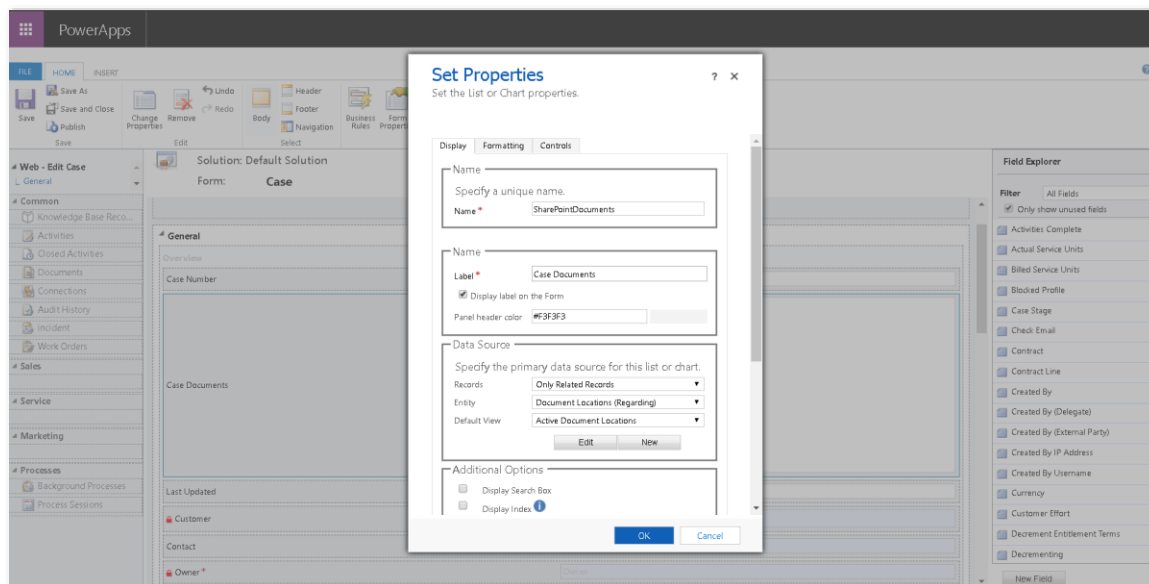 PowerApps
FILE HOME INSERT
Save
Save As
Save and Close
Publish
Save
Change Properties
Remove
Undo
Redo
Edit
Body
Header
Footer
Navigation
Select
Business Rules
Form
Web - Edit Case
General
Common
Knowledge Base Reco...
Activities
Closed Activities
Documents
Connections
Audit History
incident
Work Orders
Sales
Service
Marketing
Processes
Background Processes
Process Sessions
Solution: Default Solution
Form: Case
General
Overview
Case Number
Case Documents
Last Updated
Customer
Contact
Owner * Owner
Set Properties
? ×
Set the List or Chart properties.
Display Formatting Controls
Name
Specify a unique name.
Name * SharePointDocuments
Name
Label * Case Documents
Display label on the Form
Panel header color #F3F3F3
Data Source
Specify the primary data source for this list or chart.
Records Only Related Records
Entity Document Locations (Regarding)
Default View Active Document Locations
Edit New
Additional Options
Display Search Box
Display Index
OK Cancel
Field Explorer
Filter All Fields
Only show unused fields
Activities Complete
Actual Service Units
Billed Service Units
Blocked Profile
Case Stage
Check Email
Contract
Contract Line
Created By
Created By (Delegate)
Created By (External Party)
Created By IP Address
Created By Username
Currency
Customer Effort
Decrement Entitlement Terms
Decrementing
New Field